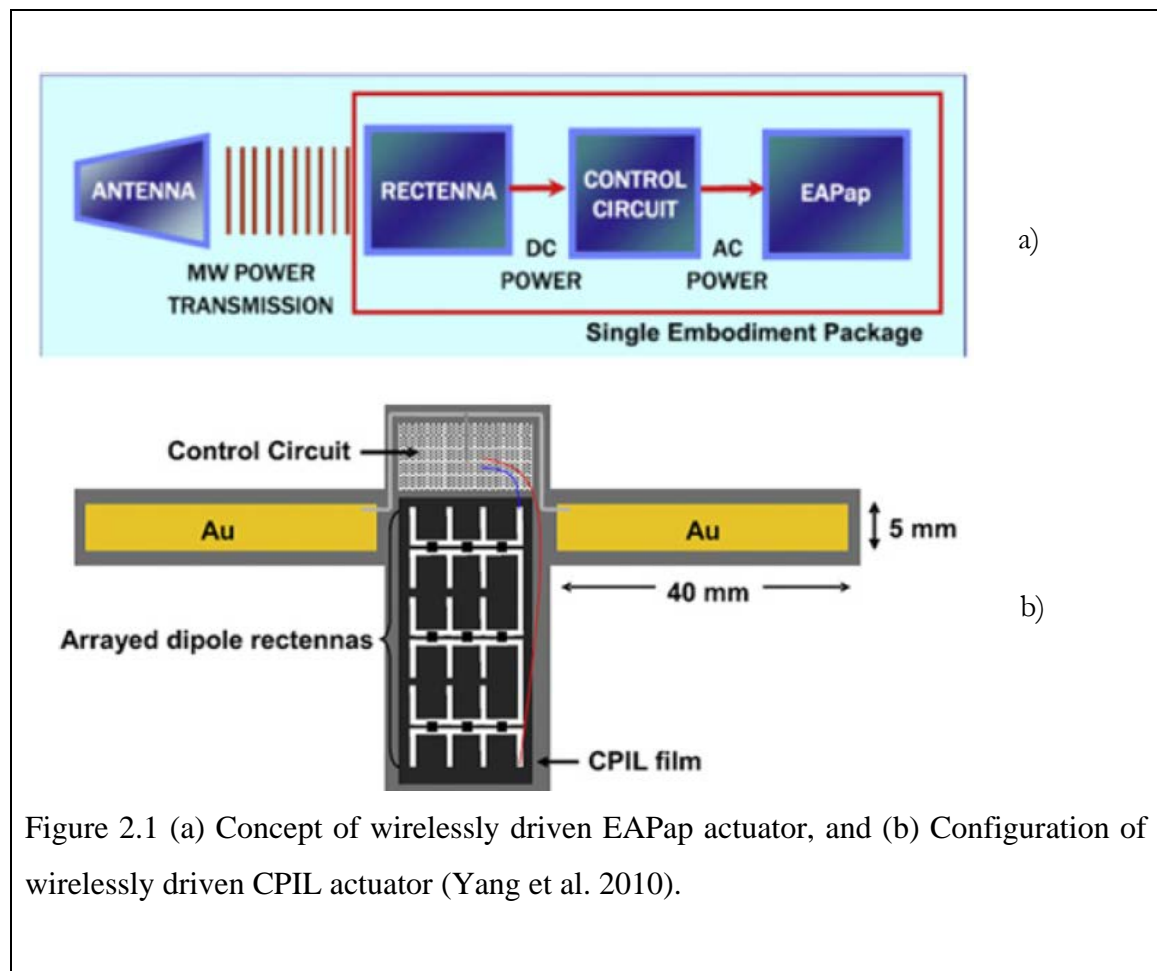 ANTENNA
MW POWER
TRANSMISSION
RECTENNA
DC
POWER
CONTROL
CIRCUIT
AC
POWER
EAPap
Single Embodiment Package
a)
Control Circuit
Au
Au
5 mm
40 mm
Arrayed dipole rectennas
CPIL film
b)
Figure 2.1 (a) Concept of wirelessly driven EAPap actuator, and (b) Configuration of
wirelessly driven CPIL actuator (Yang et al. 2010).